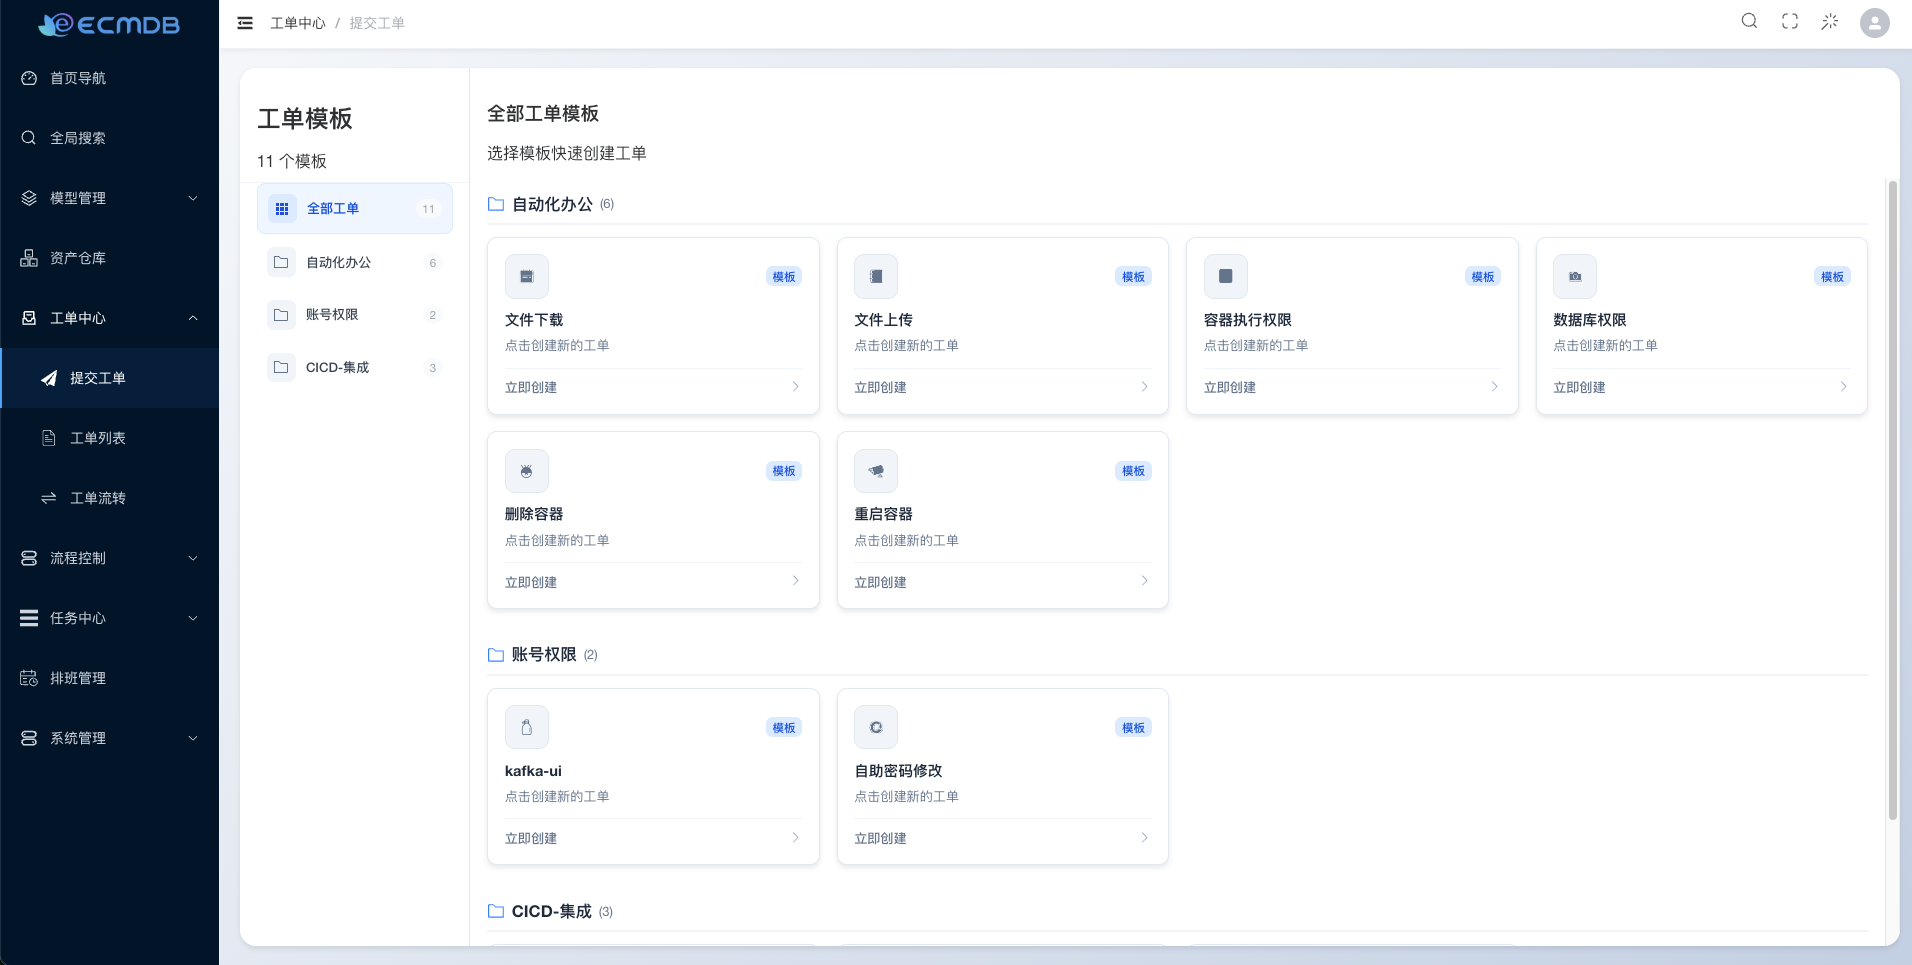 ECMDB
首页导航
全局搜索
模型管理
资产仓库
工单中心
提交工单
工单列表
工单流转
流程控制
任务中心
排班管理
系统管理
工单中心 / 提交工单
工单模板
11 个模板
全部工单 11
自动化办公 6
账号权限 2
CICD-集成 3
全部工单模板
选择模板快速创建工单
自动化办公 (6)
模板
文件下载
点击创建新的工单
立即创建
模板
文件上传
点击创建新的工单
立即创建
模板
容器执行权限
点击创建新的工单
立即创建
模板
数据库权限
点击创建新的工单
立即创建
模板
删除容器
点击创建新的工单
立即创建
模板
重启容器
点击创建新的工单
立即创建
账号权限 (2)
模板
kafka-ui
点击创建新的工单
立即创建
模板
自助密码修改
点击创建新的工单
立即创建
CICD-集成 (3)